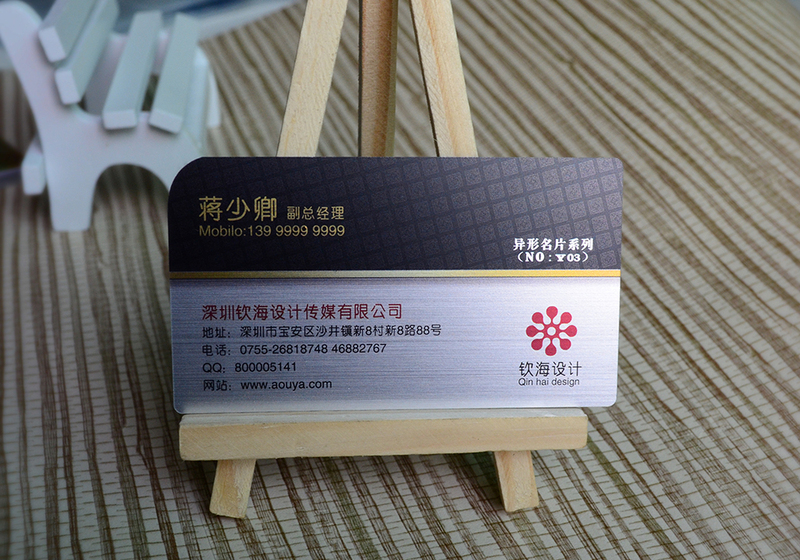 蒋少卿 副总经理
Mobilo:139 9999 9999
异形名片系列
(NO:Y03)
深圳钦海设计传媒有限公司
地址: 深圳市宝安区沙井镇新8村新8路88号
电话: 0755-26818748 46882767
QQ: 800005141
网站: www.aouya.com
钦海设计
Qin hai design